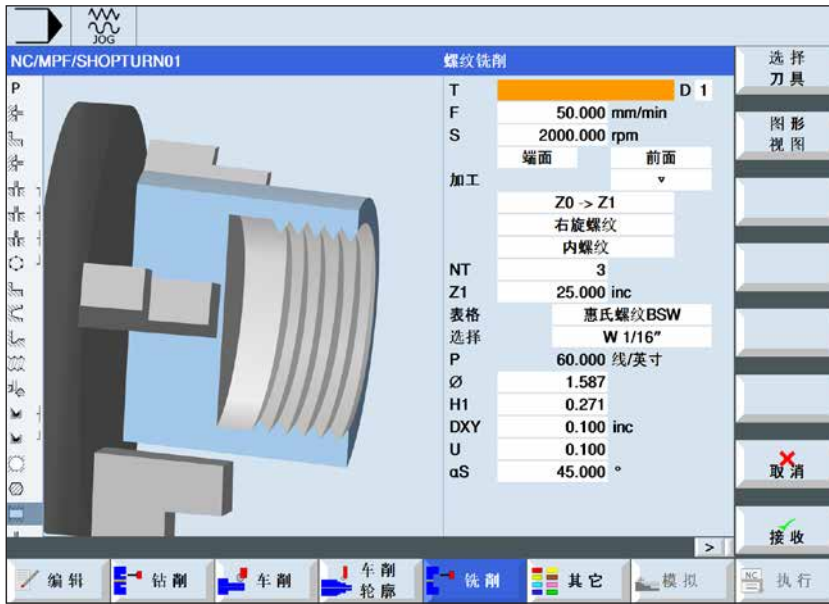 JOG
NC/MPF/SHOPTURN01 螺纹铣削
选择
刀具
P
T D 1
F 50.000 mm/min
S 2000.000 rpm
图形
视图
端面 前面
加工 ▿
Z0 -> Z1
右旋螺纹
内螺纹
NT 3
Z1 25.000 inc
表格 惠氏螺纹BSW
选择 W 1/16"
P 60.000 线/英寸
Ø 1.587
H1 0.271
DXY 0.100 inc
U 0.100
αS 45.000 °
取消
接收
>
编辑 钻削 车削 车削轮廓 铣削 其它 模拟 NC 执行